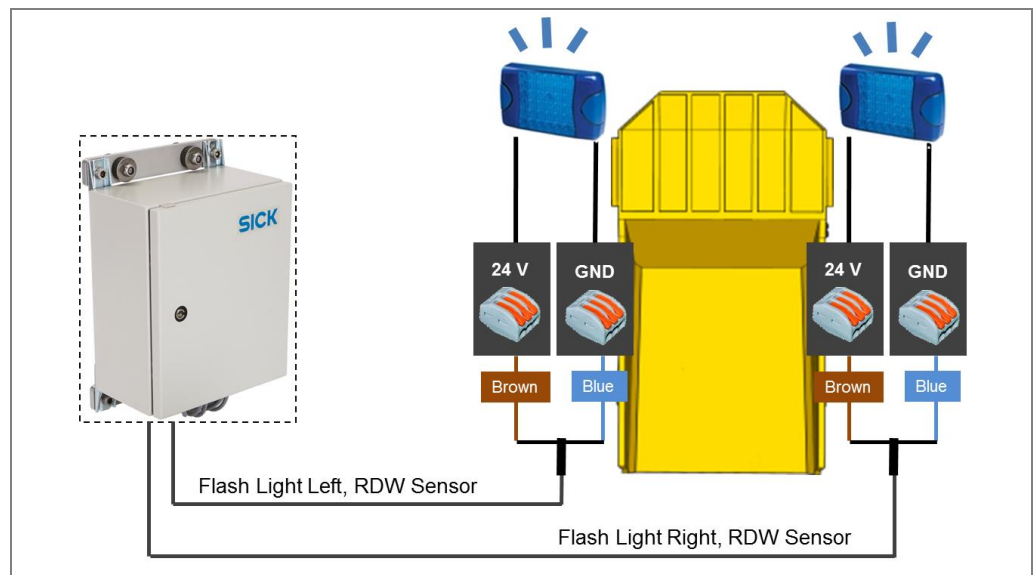 SICK
24 V
GND
24 V
GND
Brown
Blue
Brown
Blue
Flash Light Left, RDW Sensor
Flash Light Right, RDW Sensor